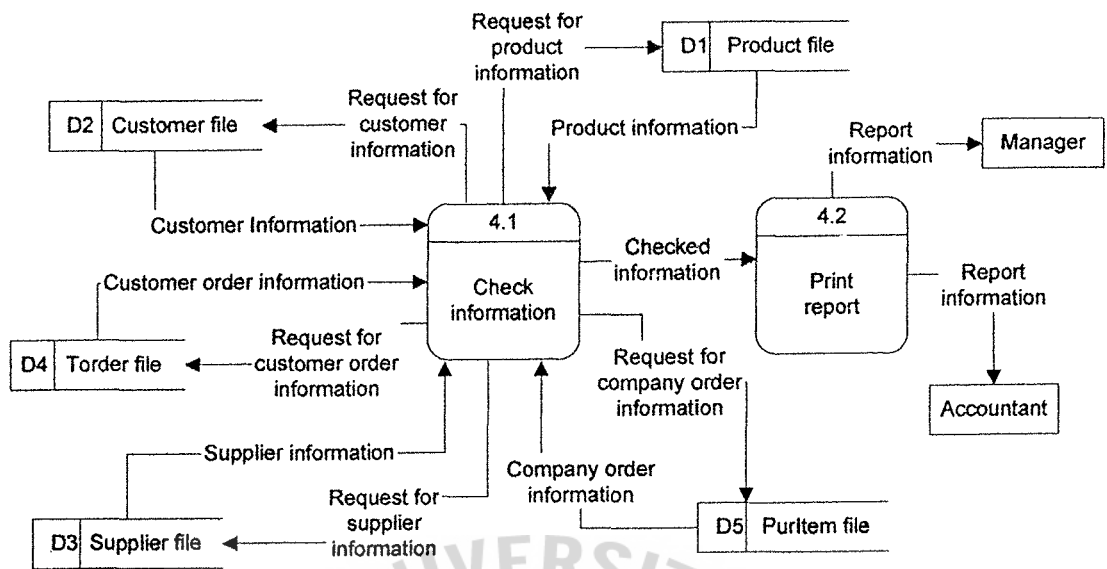 Request for
product
information
D1 Product file
Request for
customer
information
D2 Customer file
Product information
Report
information
Manager
Customer Information
4.1
Check
information
4.2
Print
report
Checked
information
Customer order information
Report
information
Request for
customer order
information
D4 Torder file
Request for
company order
information
Accountant
Supplier information
Company order
information
Request for
supplier
information
D3 Supplier file
D5 PurItem file